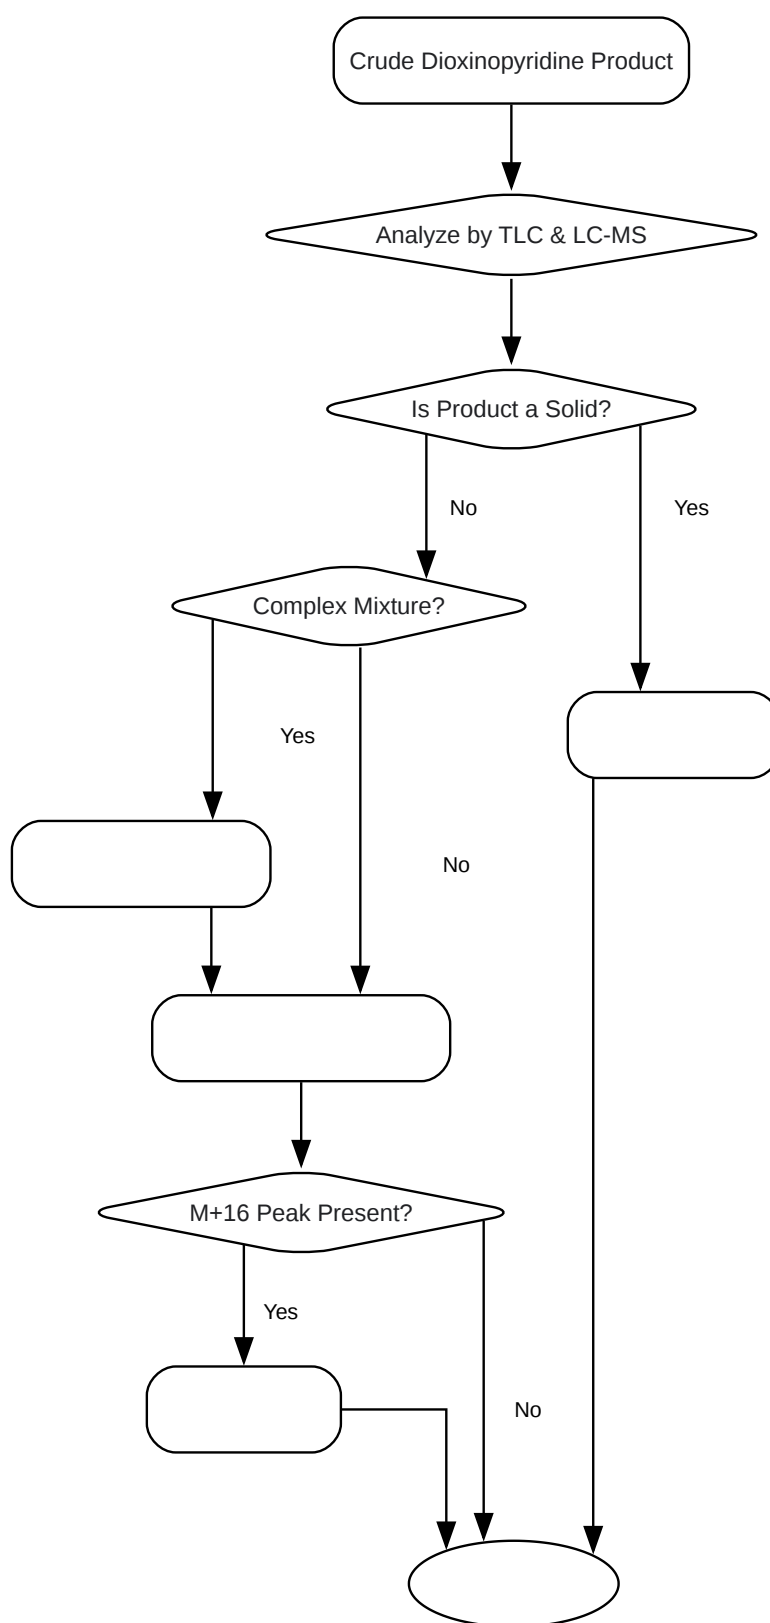 Crude Dioxinopyridine Product
Analyze by TLC & LC-MS
Is Product a Solid?
No
Yes
Complex Mixture?
Yes
No
M+16 Peak Present?
Yes
No